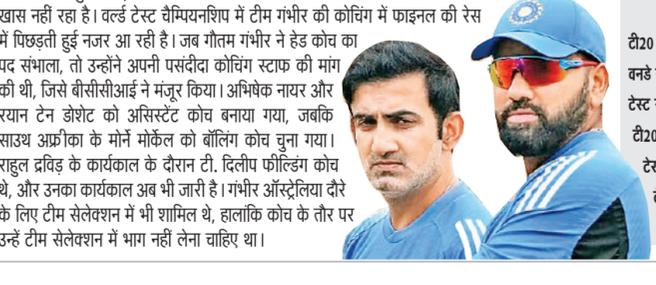 खास नहीं रहा है। वर्ल्ड टेस्ट चैम्पियनशिप में टीम गंभीर की कोचिंग में फाइनल की रेस
में पिछड़ती हुई नजर आ रही है। जब गौतम गंभीर ने हेड कोच का
पद संभाला, तो उन्होंने अपनी पसंदीदा कोचिंग स्टाफ की मांग
की थी, जिसे बीसीसीआई ने मंजूर किया। अभिषेक नायर और
रयान टेन डोशेट को असिस्टेंट कोच बनाया गया, जबकि
साउथ अफ्रीका के मोर्ने मोर्केल को बॉलिंग कोच चुना गया।
राहुल द्रविड़ के कार्यकाल के दौरान टी. दिलीप फील्डिंग कोच
थे, और उनका कार्यकाल अब भी जारी है। गंभीर ऑस्ट्रेलिया दौरे
के लिए टीम सेलेक्शन में भी शामिल थे, हालांकि कोच के तौर पर
उन्हें टीम सेलेक्शन में भाग नहीं लेना चाहिए था।
टी20
वनडे
टेस्ट
टी20